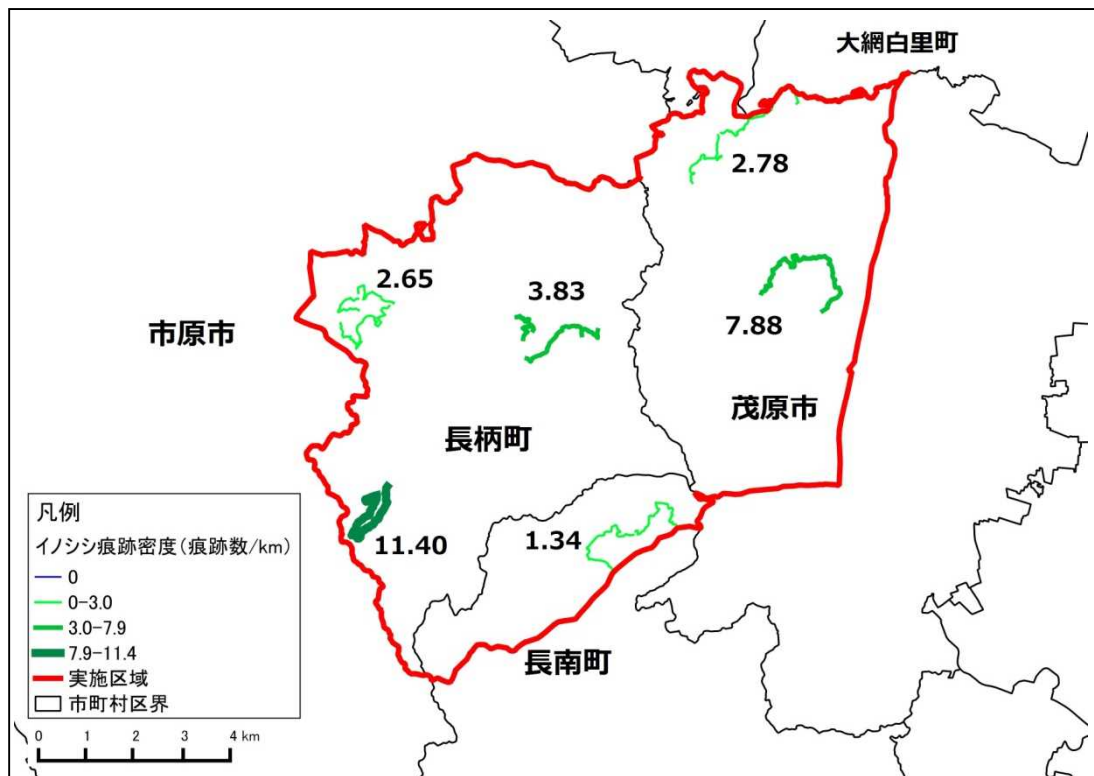 大網白里町
2.78
2.65
3.83
市原市
7.88
茂原市
長柄町
11.40
1.34
長南町
凡例
イノシシ痕跡密度(痕跡数/km)
0
0-3.0
3.0-7.9
7.9-11.4
実施区域
市町村区界
0 1 2 3 4 km